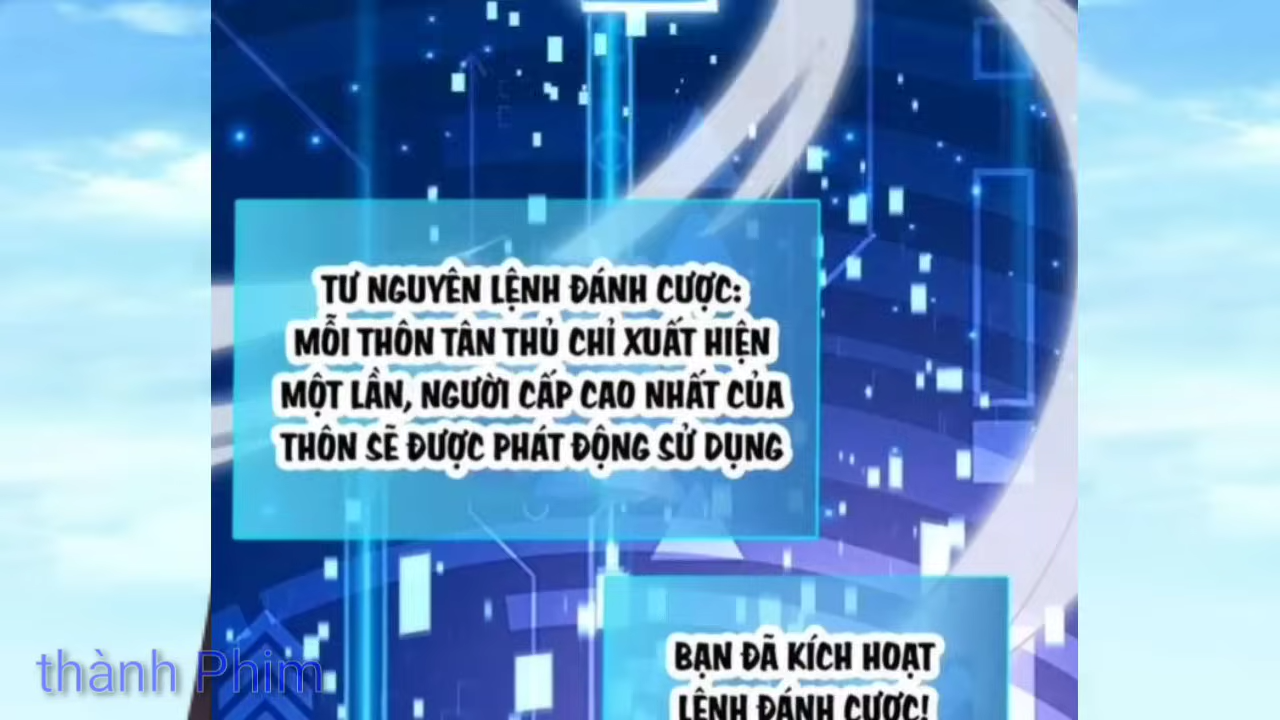 TƯ NGUYÊN LỆNH ĐÁNH CƯỢC:
MỖI THÔN TÂN THỦ CHỈ XUẤT HIỆN
MỘT LẦN, NGƯỜI CẤP CAO NHẤT CỦA
THÔN SẼ ĐƯỢC PHÁT ĐỘNG SỬ DỤNG
BẠN ĐÃ KÍCH HOẠT
LỆNH ĐÁNH CƯỢC!
thành Phim